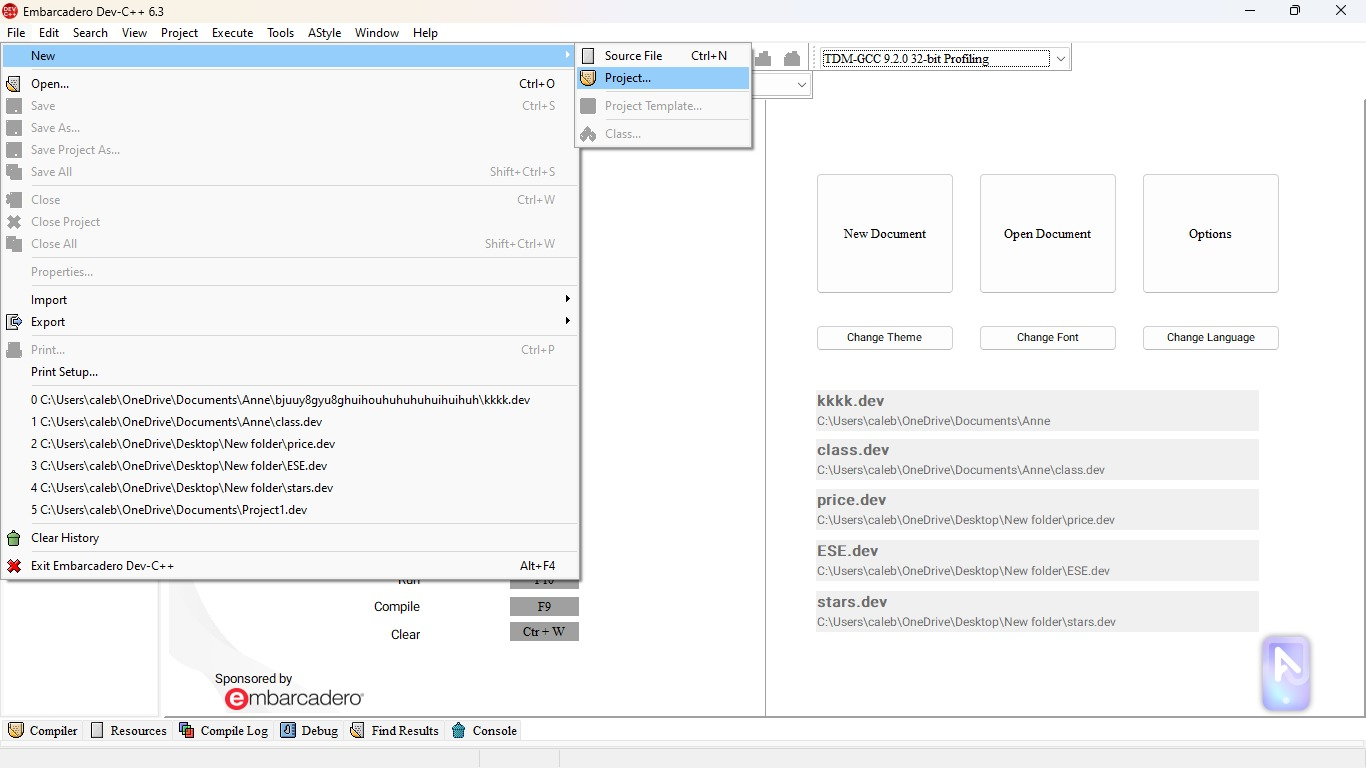 Embarcadero Dev-C++ 6.3
File Edit Search View Project Execute Tools AStyle Window Help
New
Source File Ctrl+N
TDM-GCC 9.2.0 32-bit Profiling
Project...
Open... Ctrl+O
Save Ctrl+S
Project Template...
Save As...
Class...
Save Project As...
Save All Shift+Ctrl+S
Close Ctrl+W
Close Project
Close All Shift+Ctrl+W
Properties...
Import
Export
Print... Ctrl+P
Print Setup...
0 C:\Users\caleb\OneDrive\Documents\Anne\bjuuy8gyu8ghuihouhuhuhuhuihuihuh\kkkk.dev
1 C:\Users\caleb\OneDrive\Documents\Anne\class.dev
2 C:\Users\caleb\OneDrive\Desktop\New folder\price.dev
3 C:\Users\caleb\OneDrive\Desktop\New folder\ESE.dev
4 C:\Users\caleb\OneDrive\Desktop\New folder\stars.dev
5 C:\Users\caleb\OneDrive\Documents\Project1.dev
Clear History
Exit Embarcadero Dev-C++ Alt+F4
Run F10
Compile F9
Clear Ctr + W
Sponsored by
embarcadero
New Document Open Document Options
Change Theme Change Font Change Language
kkkk.dev
C:\Users\caleb\OneDrive\Documents\Anne
class.dev
C:\Users\caleb\OneDrive\Documents\Anne\class.dev
price.dev
C:\Users\caleb\OneDrive\Desktop\New folder\price.dev
ESE.dev
C:\Users\caleb\OneDrive\Desktop\New folder\ESE.dev
stars.dev
C:\Users\caleb\OneDrive\Desktop\New folder\stars.dev
Compiler Resources Compile Log Debug Find Results Console